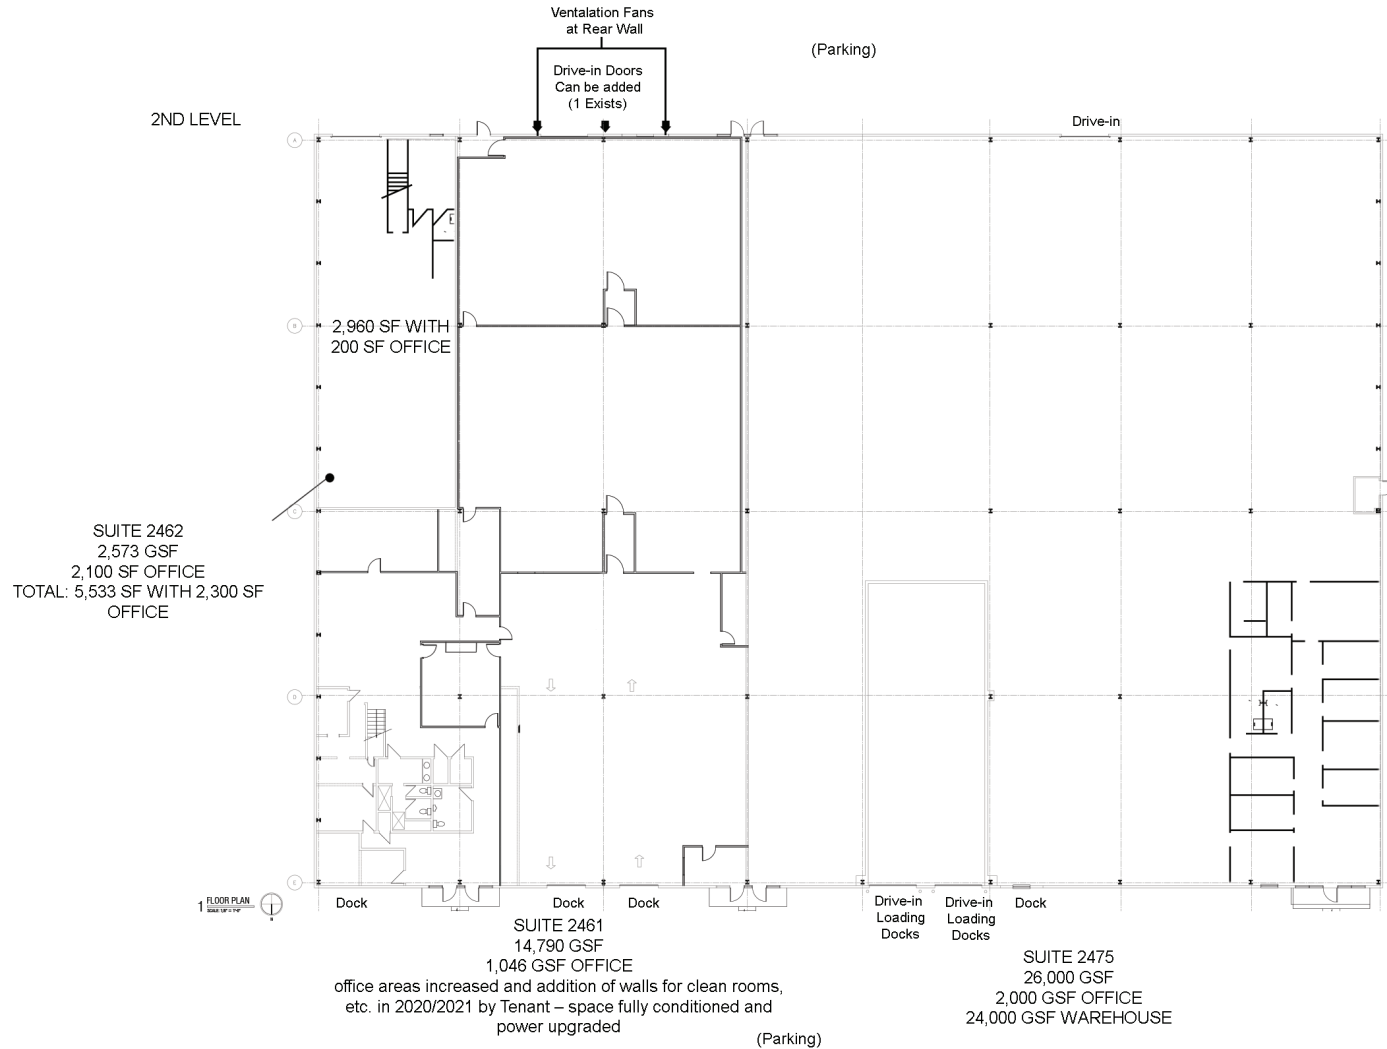 Ventalation Fans
at Rear Wall
(Parking)
Drive-in Doors
Can be added
(1 Exists)
2ND LEVEL
Drive-in
A
B
2,960 SF WITH
200 SF OFFICE
C
SUITE 2462
2,573 GSF
2,100 SF OFFICE
TOTAL: 5,533 SF WITH 2,300 SF
OFFICE
D
E
1 FLOOR PLAN
Dock
Dock
Dock
Drive-in
Loading
Docks
Drive-in
Loading
Docks
Dock
SUITE 2461
14,790 GSF
1,046 GSF OFFICE
office areas increased and addition of walls for clean rooms,
etc. in 2020/2021 by Tenant – space fully conditioned and
power upgraded
SUITE 2475
26,000 GSF
2,000 GSF OFFICE
24,000 GSF WAREHOUSE
(Parking)